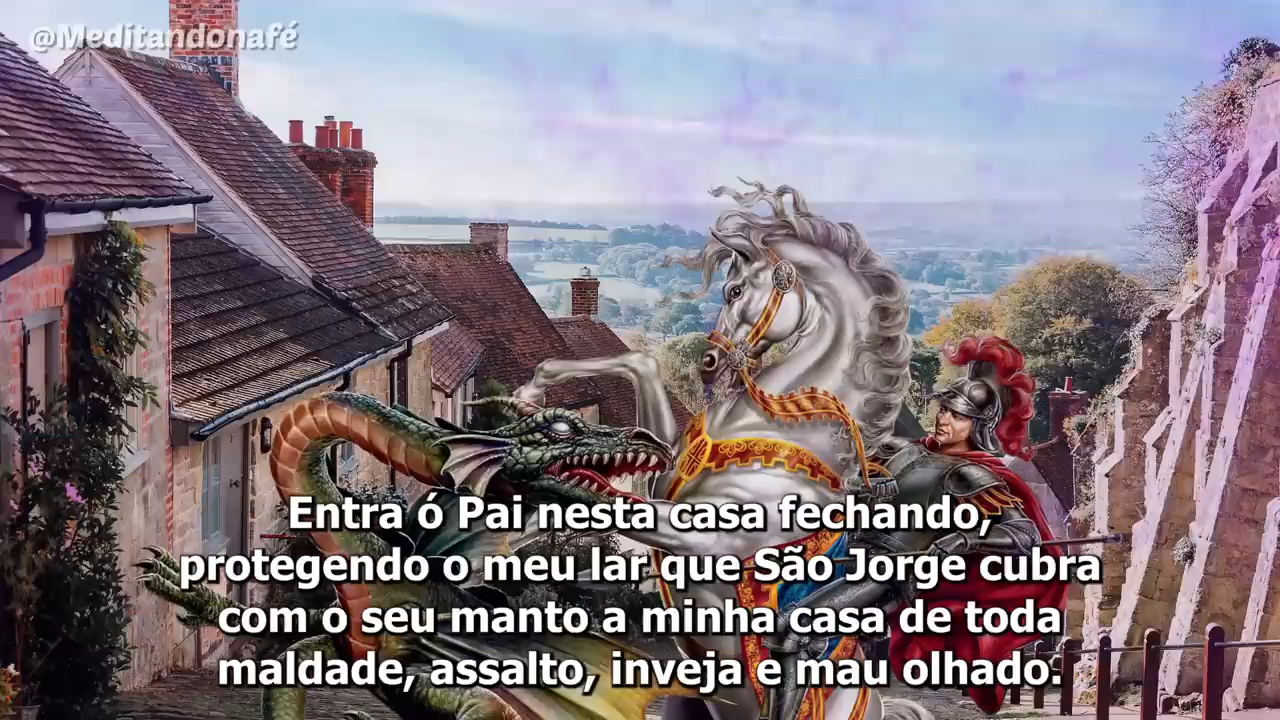 @Meditandonafé
Entra ó Pai nesta casa fechando,
protegendo o meu lar que São Jorge cubra
com o seu manto a minha casa de toda
maldade, assalto, inveja e mau olhado.